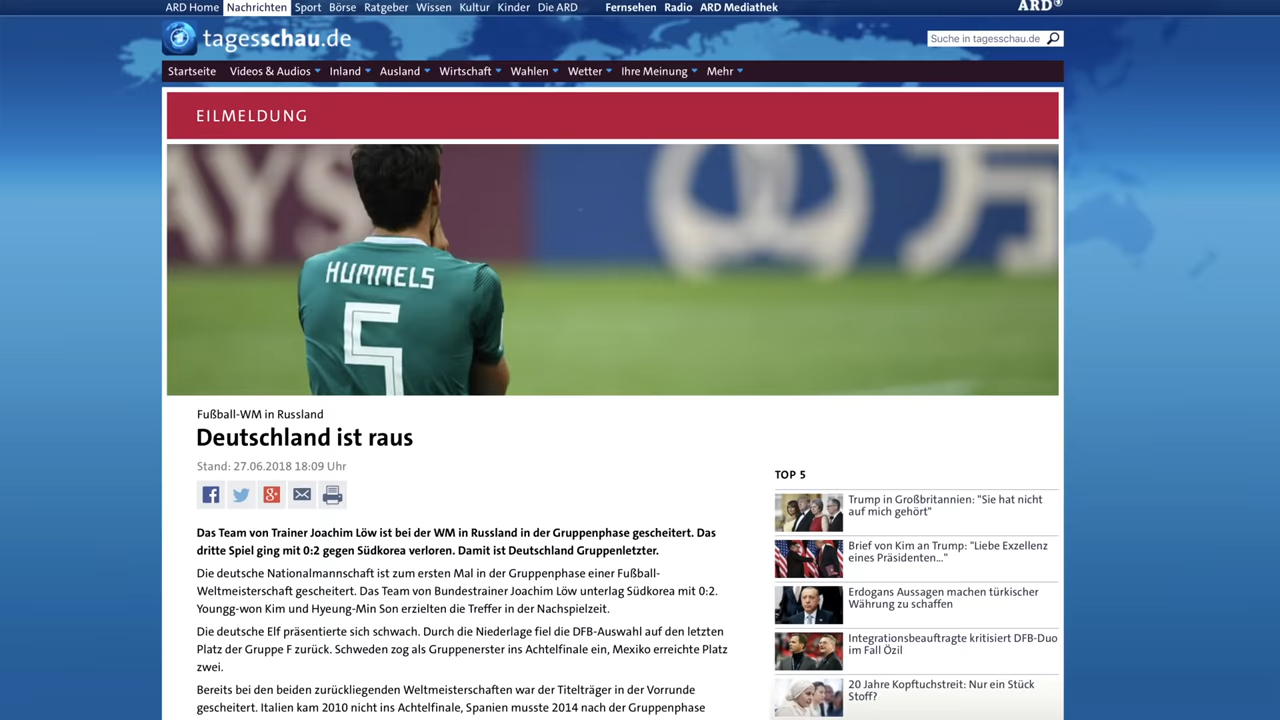 ARD Home Nachrichten Sport Börse Ratgeber Wissen Kultur Kinder Die ARD Fernsehen Radio ARD Mediathek
ARD
tagesschau.de
Suche in tagesschau.de
Startseite Videos & Audios Inland Ausland Wirtschaft Wahlen Wetter Ihre Meinung Mehr
EILMELDUNG
AYS
HUMMELS
5
Fußball-WM in Russland
Deutschland ist raus
Stand: 27.06.2018 18:09 Uhr
Das Team von Trainer Joachim Löw ist bei der WM in Russland in der Gruppenphase gescheitert. Das
dritte Spiel ging mit 0:2 gegen Südkorea verloren. Damit ist Deutschland Gruppenletzter.
Die deutsche Nationalmannschaft ist zum ersten Mal in der Gruppenphase einer Fußball-
Weltmeisterschaft gescheitert. Das Team von Bundestrainer Joachim Löw unterlag Südkorea mit 0:2.
Youngg-won Kim und Hyeung-Min Son erzielten die Treffer in der Nachspielzeit.
Die deutsche Elf präsentierte sich schwach. Durch die Niederlage fiel die DFB-Auswahl auf den letzten
Platz der Gruppe F zurück. Schweden zog als Gruppenerster ins Achtelfinale ein, Mexiko erreichte Platz
zwei.
Bereits bei den beiden zurückliegenden Weltmeisterschaften war der Titelträger in der Vorrunde
gescheitert. Italien kam 2010 nicht ins Achtelfinale, Spanien musste 2014 nach der Gruppenphase
TOP 5
Trump in Großbritannien: "Sie hat nicht
auf mich gehört"
Brief von Kim an Trump: "Liebe Exzellenz
eines Präsidenten..."
Erdogans Aussagen machen türkischer
Währung zu schaffen
Integrationsbeauftragte kritisiert DFB-Duo
im Fall Özil
20 Jahre Kopftuchstreit: Nur ein Stück
Stoff?